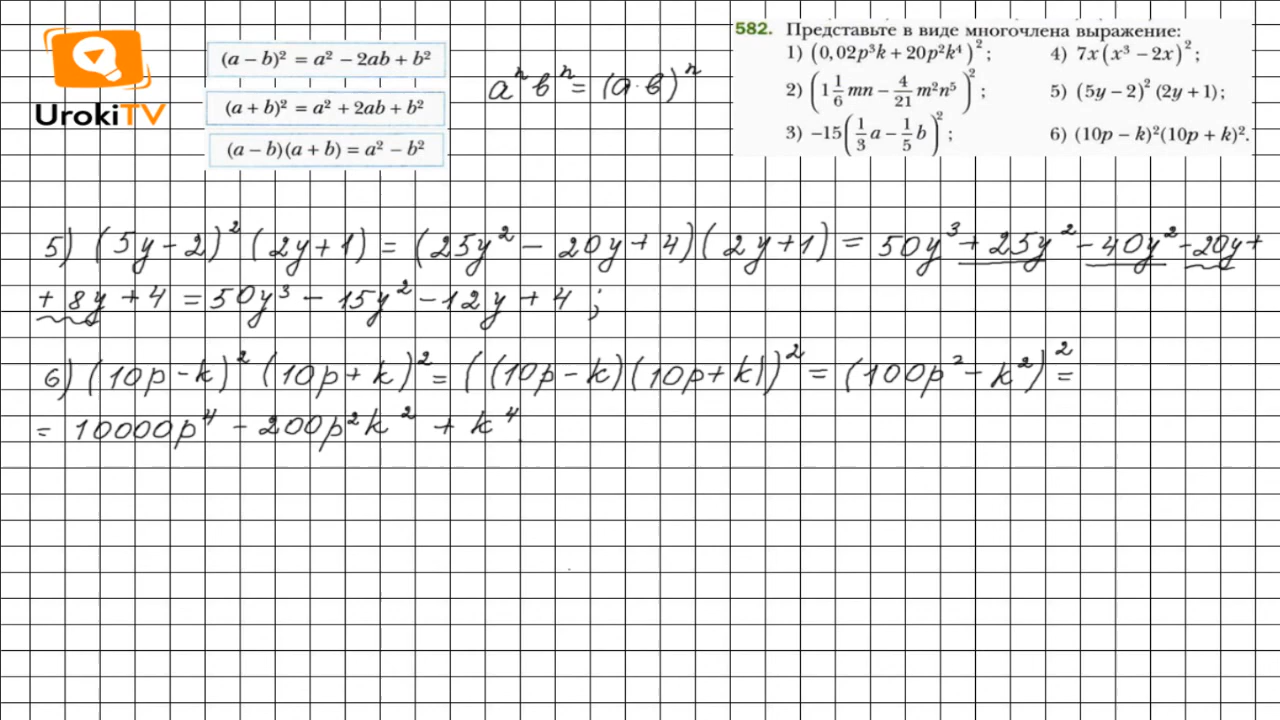 UrokiTV
(a − b)² = a² − 2ab + b²
(a + b)² = a² + 2ab + b²
(a − b)(a + b) = a² − b²
aⁿ вⁿ = (a · в)ⁿ
582. Представьте в виде многочлена выражение:
1) (0,02p³k + 20p²k⁴)²;
2) (1 1/6 mn − 4/21 m²n⁵)²;
3) −15(1/3 a − 1/5 b)²;
4) 7x(x³ − 2x)²;
5) (5y − 2)² (2y + 1);
6) (10p − k)²(10p + k)².
5) (5y − 2)² (2y + 1) = (25y² − 20y + 4)(2y + 1) = 50y³ + 25y² − 40y² − 20y +
+ 8y + 4 = 50y³ − 15y² − 12y + 4 ;
6) (10p − k)² (10p + k)² = ((10p − k)(10p + k))² = (100p² − k²)² =
= 10000p⁴ − 200p²k² + k⁴.